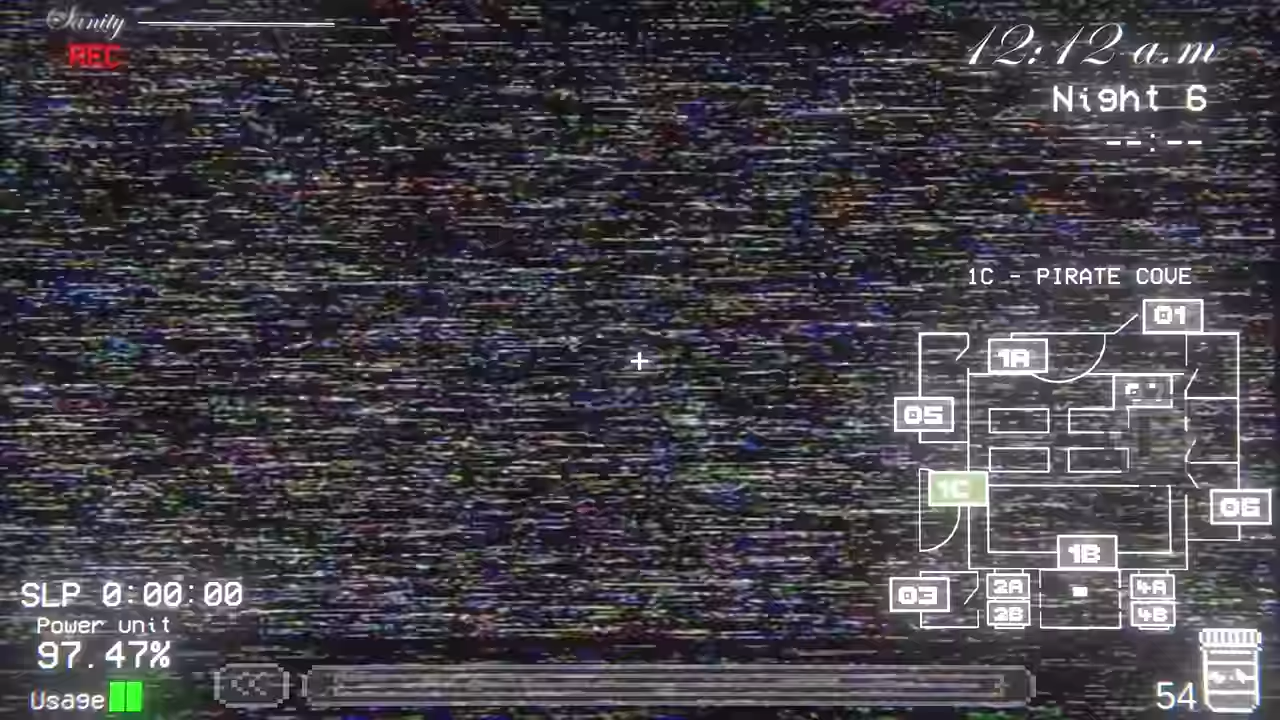 Sanity
REC
12:12 a.m
Night 6
--:--
1C - PIRATE COVE
01
1A
05
1C
06
1B
03
2A
4A
2B
4B
SLP 0:00:00
Power unit
97.47%
Usage
<<
54